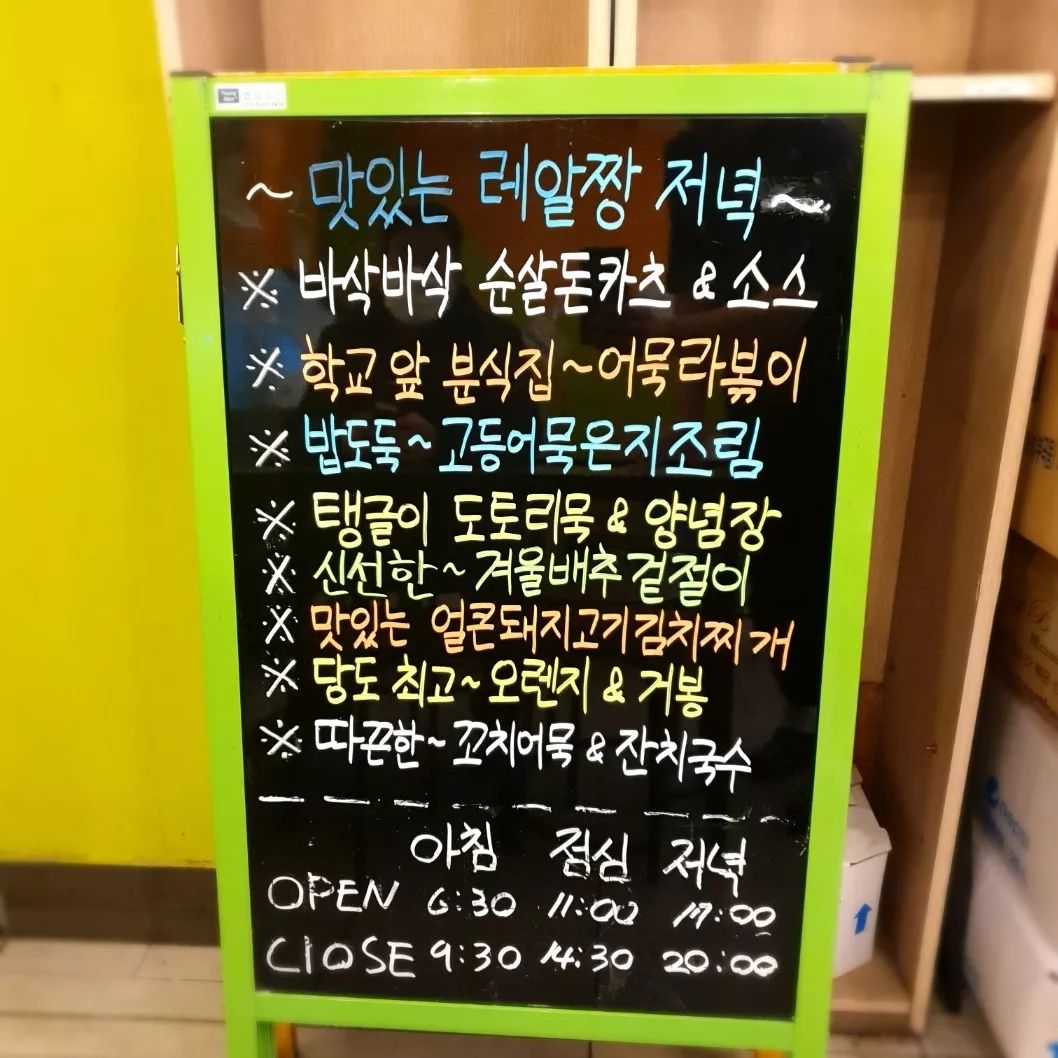 ~ 맛있는 레알짱 저녁 ~
※ 바삭바삭 순살돈카츠 & 소스
※ 학교 앞 분식집~어묵라볶이
※ 밥도둑~고등어묵은지조림
※ 탱글이 도토리묵 & 양념장
※ 신선한~겨울배추겉절이
※ 맛있는 얼큰돼지고기김치찌개
※ 당도 최고~오렌지 & 거봉
※ 따끈한~꼬치어묵 & 잔치국수
아침 점심 저녁
OPEN 6:30 11:00 17:00
ClOSE 9:30 14:30 20:00